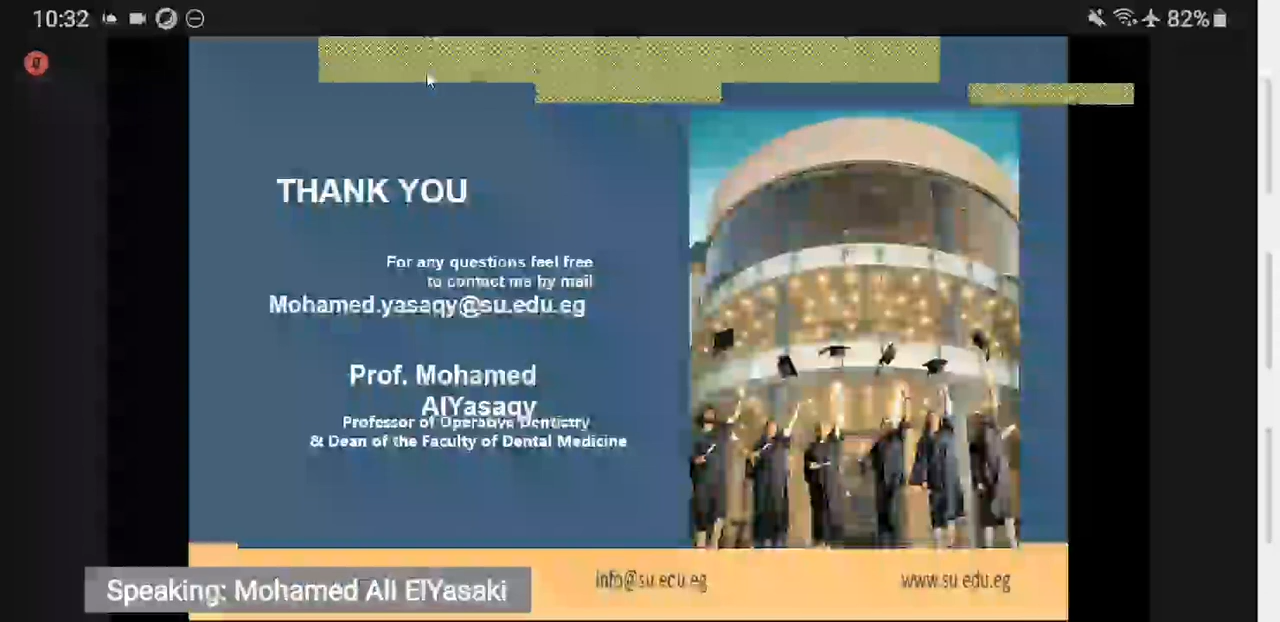 10:32
82%
THANK YOU
For any questions feel free
to contact me by mail
Mohamed.yasaqy@su.edu.eg
Prof. Mohamed
AlYasaqy
Professor of Operative Dentistry
& Dean of the Faculty of Dental Medicine
info@su.edu.eg
www.su.edu.eg
Speaking: Mohamed Ali ElYasaki